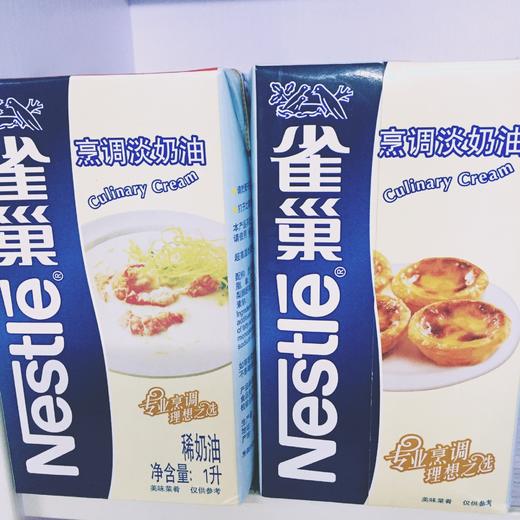 雀巢
Nestlé®
烹调淡奶油
Culinary Cream
专业烹调
理想之选
稀奶油
净含量: 1升
美味菜肴 仅供参考
雀巢
Nestlé®
烹调淡奶油
Culinary Cream
专业烹调
理想之选
美味菜肴 仅供参考